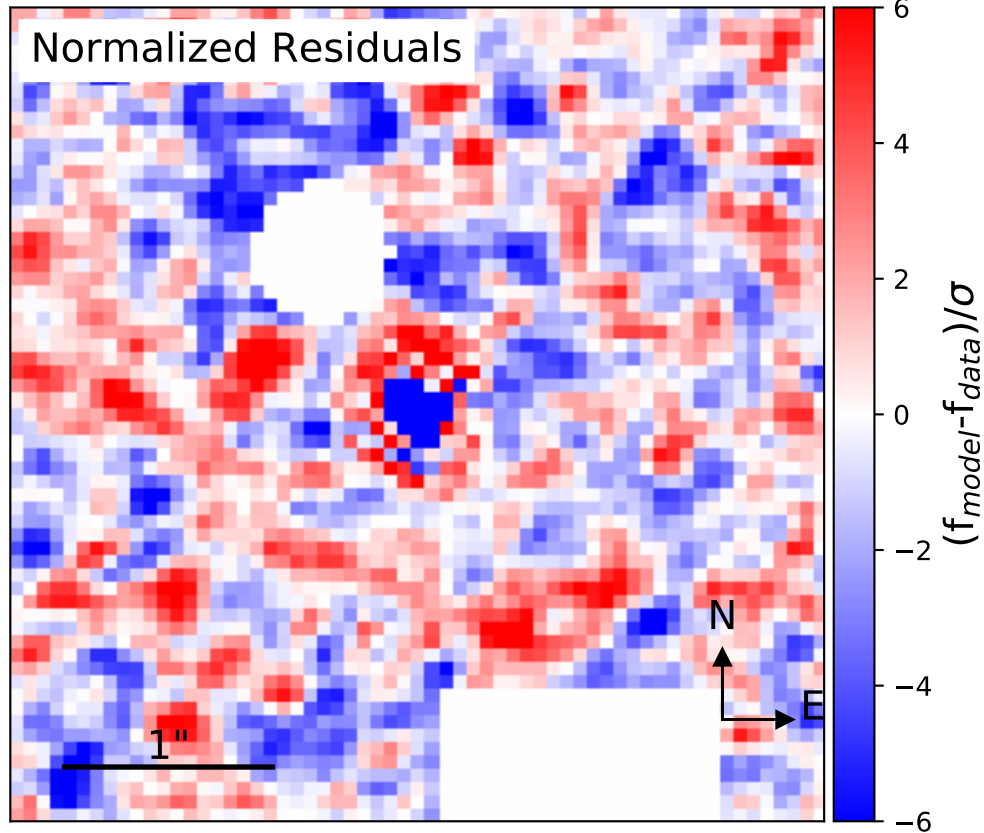 Normalized Residuals
6
4
2
0
−2
−4
−6
(f_model-f_data)/σ
N
E
1"